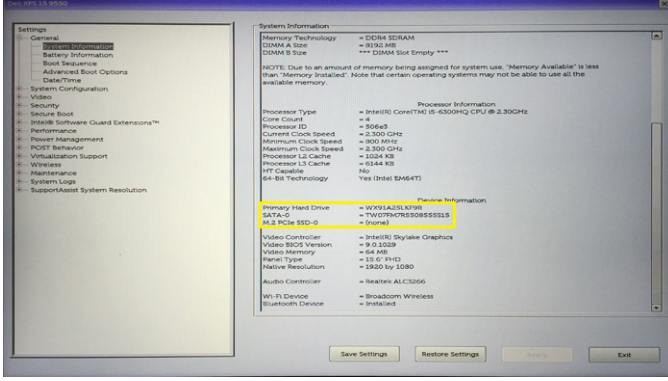 Dell XPS 15 9550
Settings
General
System Information
Battery Information
Boot Sequence
Advanced Boot Options
Date/Time
System Configuration
Video
Security
Secure Boot
Intel® Software Guard Extensions™
Performance
Power Management
POST Behavior
Virtualization Support
Wireless
Maintenance
System Logs
SupportAssist System Resolution
System Information
Memory Technology = DDR4 SDRAM
DIMM A Size = 8192 MB
DIMM B Size *** DIMM Slot Empty ***
NOTE: Due to an amount of memory being assigned for system use, "Memory Available" is less
than "Memory Installed". Note that certain operating systems may not be able to use all the
available memory.
Processor Information
Processor Type = Intel(R) Core(TM) i5-6300HQ CPU @ 2.30GHz
Core Count = 4
Processor ID = 506e3
Current Clock Speed = 2.300 GHz
Minimum Clock Speed = 800 MHz
Maximum Clock Speed = 2.300 GHz
Processor L2 Cache = 1024 KB
Processor L3 Cache = 6144 KB
HT Capable No
64-Bit Technology Yes (Intel EM64T)
Device Information
Primary Hard Drive =
SATA-0 =
M.2 PCIe SSD-0 = (none)
Video Controller = Intel(R) Skylake Graphics
Video BIOS Version = 9.0.1029
Video Memory = 64 MB
Panel Type = 15.6" FHD
Native Resolution = 1920 by 1080
Audio Controller = Realtek ALC3266
Wi-Fi Device = Broadcom Wireless
Bluetooth Device = Installed
Save Settings
Restore Settings
Apply
Exit